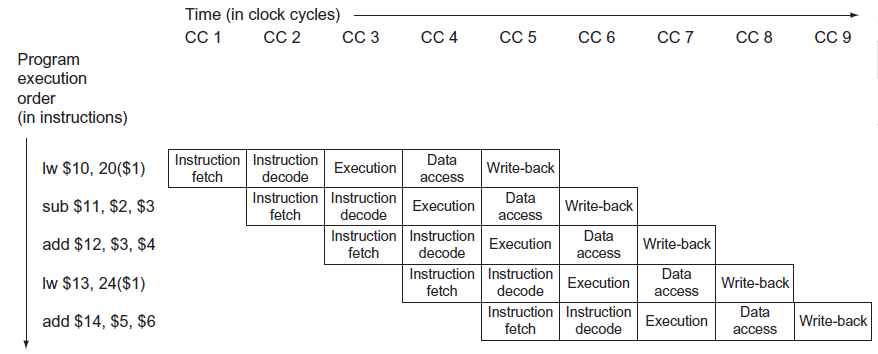 Time (in clock cycles)
CC 1 CC 2 CC 3 CC 4 CC 5 CC 6 CC 7 CC 8 CC 9
Program
execution
order
(in instructions)
lw $10, 20($1)
Instruction fetch
Instruction decode
Execution
Data access
Write-back
sub $11, $2, $3
Instruction fetch
Instruction decode
Execution
Data access
Write-back
add $12, $3, $4
Instruction fetch
Instruction decode
Execution
Data access
Write-back
lw $13, 24($1)
Instruction fetch
Instruction decode
Execution
Data access
Write-back
add $14, $5, $6
Instruction fetch
Instruction decode
Execution
Data access
Write-back